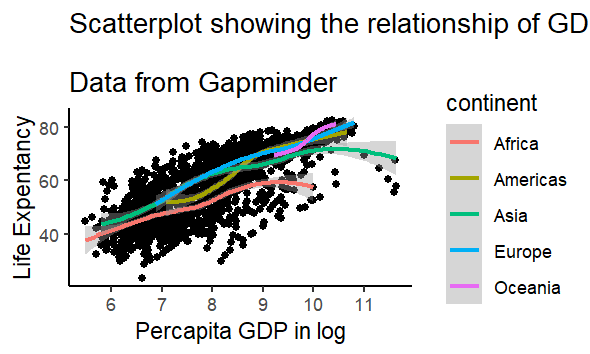 Scatterplot showing the relationship of GD
Data from Gapminder
continent
Africa
Americas
Asia
Europe
Oceania
80
60
40
Life Expentancy
6 7 8 9 10 11
Percapita GDP in log